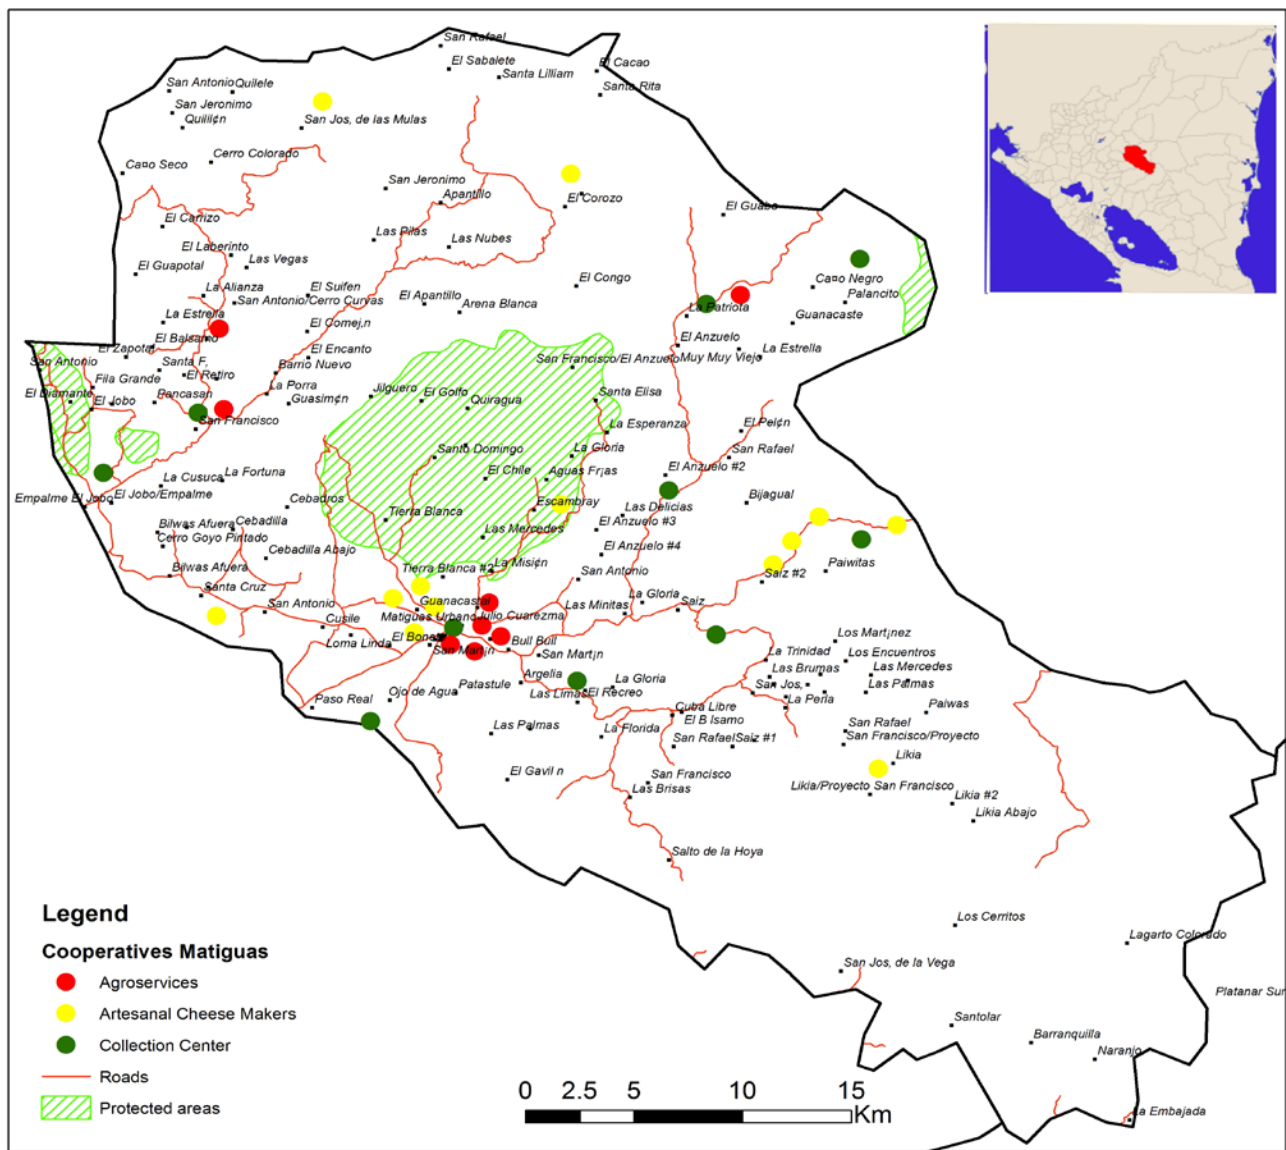 San Rafael
El Sabalete
Santa Lilliam
El Cacao
Santa Rita
San Antonio
Quilele
San Jeronimo
Quilil¢n
San Jos, de las Mulas
Cerro Colorado
Ca¤o Seco
San Jeronimo
Apantillo
El Corozo
El Guabo
El Carrizo
Las Pilas
Las Nubes
El Laberinto
Las Vegas
El Guapotal
El Congo
Ca¤o Negro
La Alianza
El Suifen
San Antonio/Cerro Curvas
El Apantillo
Arena Blanca
Palancito
La Patriota
Guanacaste
La Estrella
El Comej,n
El Balsamo
El Anzuelo
El Zapotal
El Encanto
Muy Muy Viejo
La Estrella
San Antonio
Santa F,
Barrio Nuevo
San Francisco/El Anzuelo
El Retiro
Fila Grande
La Porra
Jilguero
El Golfo
Santa Elisa
El Diamante
El Jobo
Pancasan
Guasim¢n
Quiragua
San Francisco
La Esperanza
El Pel¢n
Santo Domingo
La Gloria
San Rafael
La Cusuca
La Fortuna
El Chile
Aguas Fr¡as
El Anzuelo #2
Empalme El Jobo
El Jobo/Empalme
Cebadros
Escambray
Las Delicias
Bijagual
Bilwas Afuera
Cebadilla
Tierra Blanca
Las Mercedes
El Anzuelo #3
Cerro Goyo Pintado
Cebadilla Abajo
El Anzuelo #4
Bilwas Afuera
Tierra Blanca #2
La Misi¢n
San Antonio
Saiz #2
Paiwitas
Santa Cruz
San Antonio
Guanacastal
Las Minitas
La Gloria
Saiz
Cusile
Matiguas Urbano
Julio Cuarezma
Loma Linda
El Bonete
Bull Bull
Los Mart¡nez
San Mart¡n
San Mart¡n
La Trinidad
Los Encuentros
Las Brumas
Las Mercedes
Argelia
La Gloria
San Jos,
Las Palmas
Paso Real
Ojo de Agua
Patastule
Las Limas
El Recreo
La Perla
Cuba Libre
Paiwas
El B lsamo
Las Palmas
La Florida
San Rafael
San Rafael
Saiz #1
San Francisco/Proyecto
Likia
El Gavil n
San Francisco
Las Brisas
Likia/Proyecto San Francisco
Likia #2
Likia Abajo
Salto de la Hoya
Los Cerritos
Lagarto Colorado
San Jos, de la Vega
Platanar Sur
Santolar
Barranquilla
Naranjo
La Embajada
Legend
Cooperatives Matiguas
Agroservices
Artesanal Cheese Makers
Collection Center
Roads
Protected areas
0 2.5 5 10 15
Km